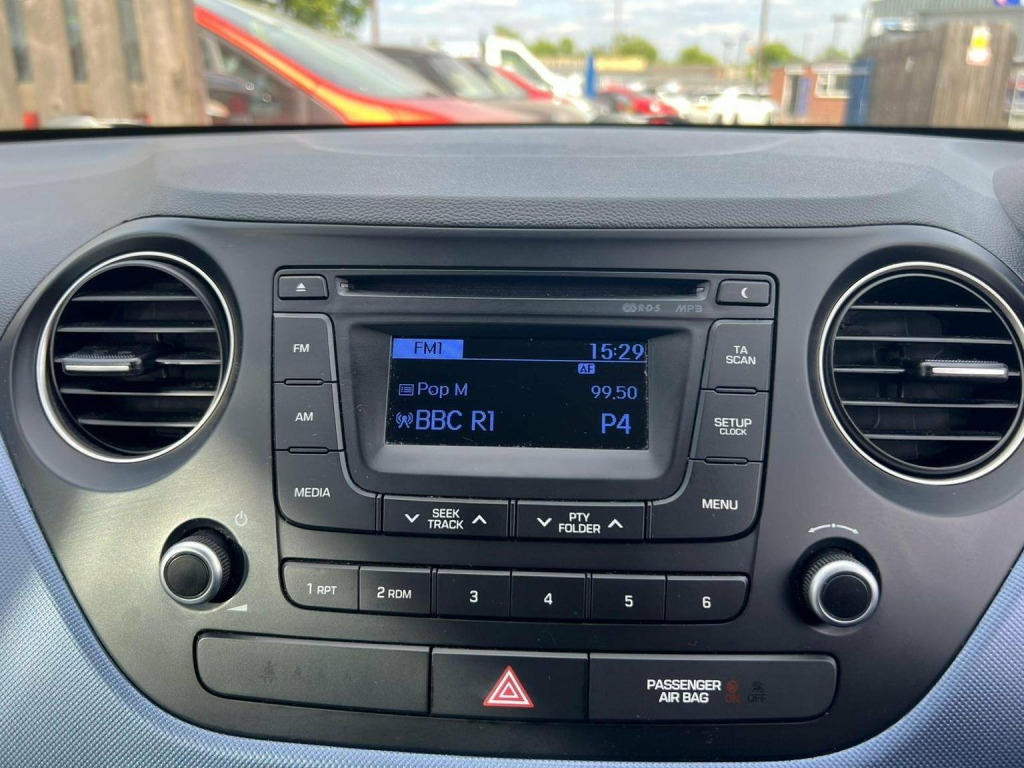 R·D·S MP3
FM
AM
MEDIA
FM1 15:29
AF
Pop M 99.50
BBC R1 P4
TA
SCAN
SETUP
CLOCK
MENU
SEEK
TRACK
PTY
FOLDER
1 RPT
2 RDM
3
4
5
6
PASSENGER
AIR BAG
ON OFF